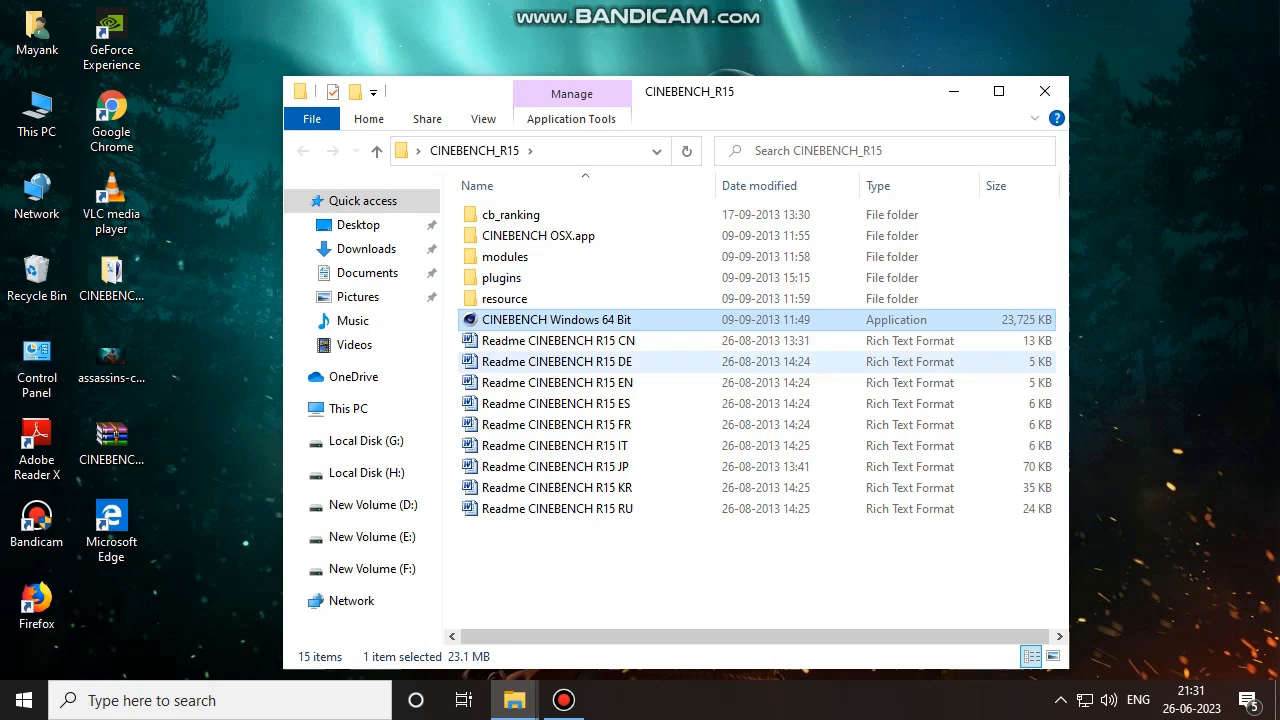 www.BANDICAM.com
Mayank
GeForce
Experience
This PC
Google
Chrome
Network
VLC media
player
Recycle Bin
CINEBENC...
Control
Panel
assassins-c...
Adobe
Reader X
CINEBENC...
Bandicam
Microsoft
Edge
Firefox
Manage
CINEBENCH_R15
File
Home
Share
View
Application Tools
CINEBENCH_R15
Search CINEBENCH_R15
Quick access
Desktop
Downloads
Documents
Pictures
Music
Videos
OneDrive
This PC
Local Disk (G:)
Local Disk (H:)
New Volume (D:)
New Volume (E:)
New Volume (F:)
Network
Name Date modified Type Size
cb_ranking 17-09-2013 13:30 File folder
CINEBENCH OSX.app 09-09-2013 11:55 File folder
modules 09-09-2013 11:58 File folder
plugins 09-09-2013 15:15 File folder
resource 09-09-2013 11:59 File folder
CINEBENCH Windows 64 Bit 09-09-2013 11:49 Application 23,725 KB
Readme CINEBENCH R15 CN 26-08-2013 13:31 Rich Text Format 13 KB
Readme CINEBENCH R15 DE 26-08-2013 14:24 Rich Text Format 5 KB
Readme CINEBENCH R15 EN 26-08-2013 14:24 Rich Text Format 5 KB
Readme CINEBENCH R15 ES 26-08-2013 14:24 Rich Text Format 6 KB
Readme CINEBENCH R15 FR 26-08-2013 14:24 Rich Text Format 6 KB
Readme CINEBENCH R15 IT 26-08-2013 14:25 Rich Text Format 6 KB
Readme CINEBENCH R15 JP 26-08-2013 13:41 Rich Text Format 70 KB
Readme CINEBENCH R15 KR 26-08-2013 14:25 Rich Text Format 35 KB
Readme CINEBENCH R15 RU 26-08-2013 14:25 Rich Text Format 24 KB
15 items 1 item selected 23.1 MB
Type here to search
ENG
21:31
26-06-2023
5